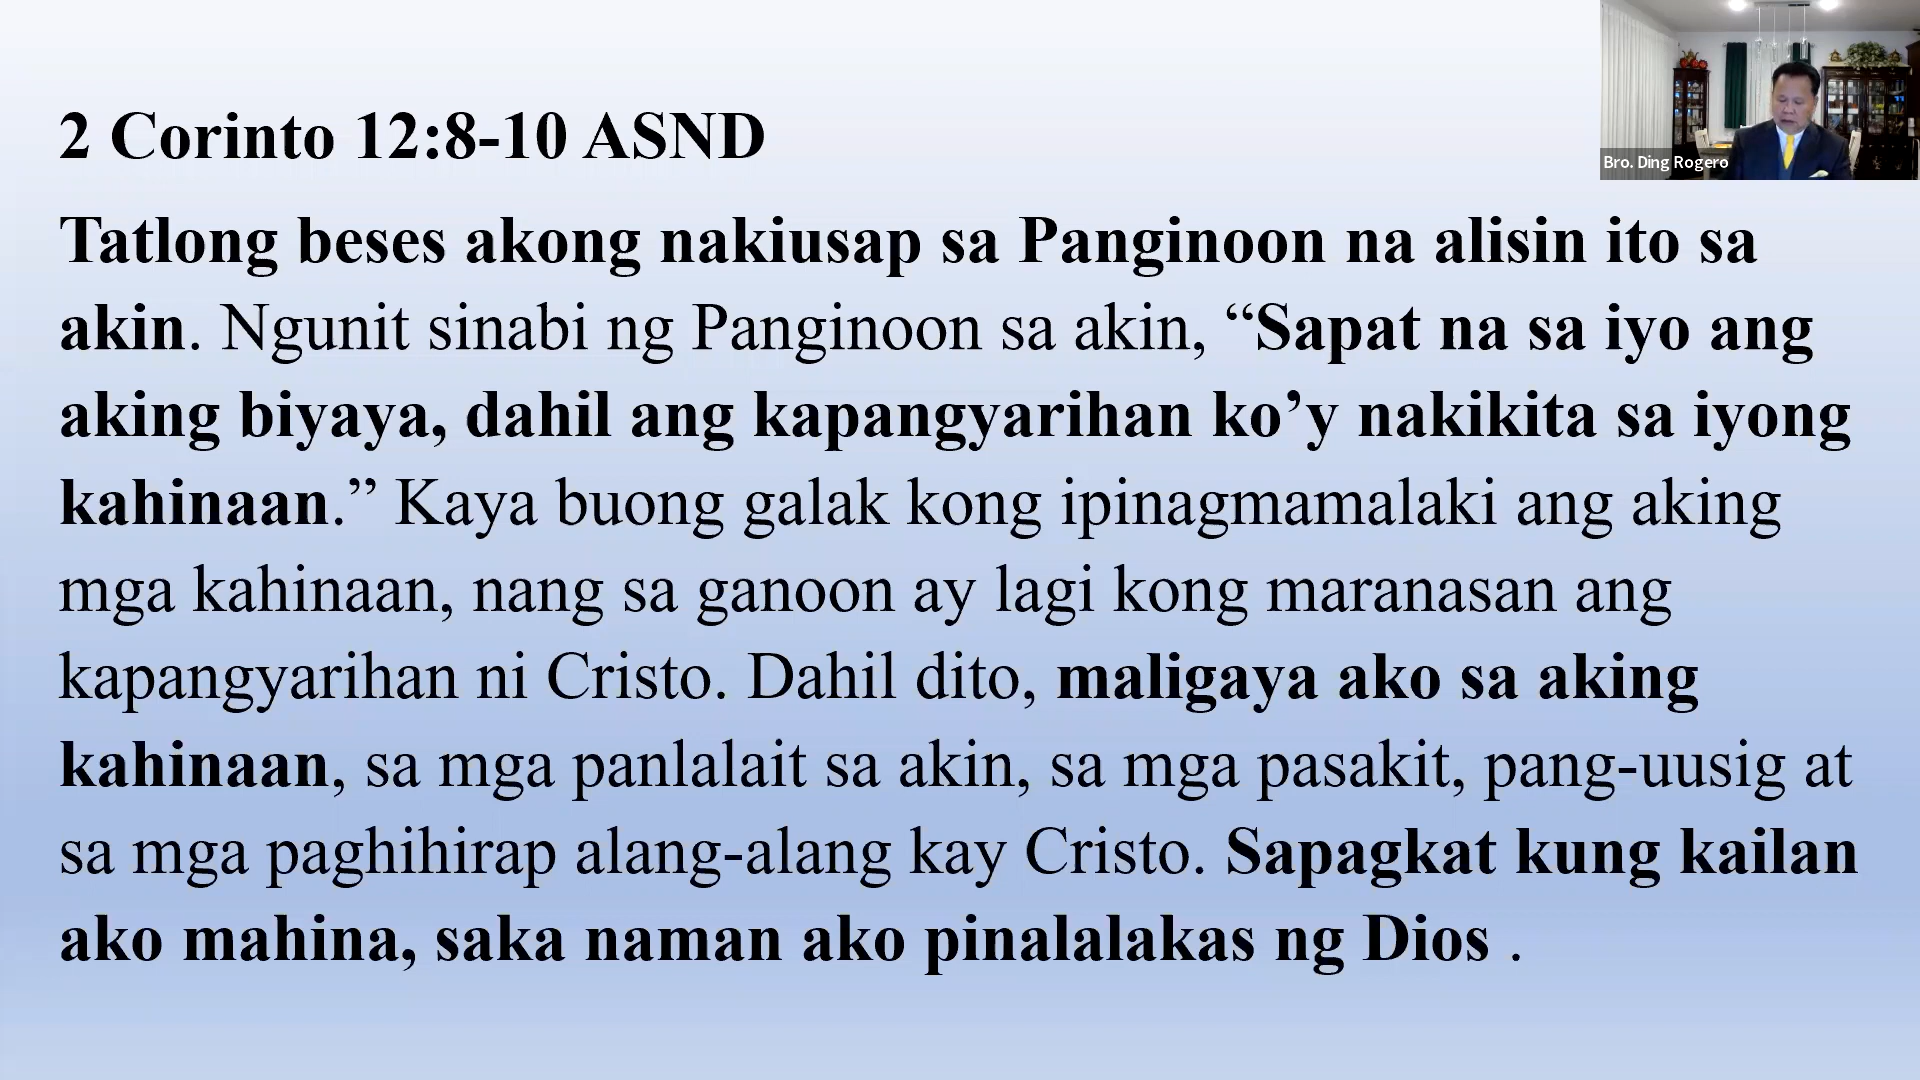 2 Corinto 12:8-10 ASND
Tatlong beses akong nakiusap sa Panginoon na alisin ito sa
akin. Ngunit sinabi ng Panginoon sa akin, “Sapat na sa iyo ang
aking biyaya, dahil ang kapangyarihan ko’y nakikita sa iyong
kahinaan.” Kaya buong galak kong ipinagmamalaki ang aking
mga kahinaan, nang sa ganoon ay lagi kong maranasan ang
kapangyarihan ni Cristo. Dahil dito, maligaya ako sa aking
kahinaan, sa mga panlalait sa akin, sa mga pasakit, pang-uusig at
sa mga paghihirap alang-alang kay Cristo. Sapagkat kung kailan
ako mahina, saka naman ako pinalalakas ng Dios .
Bro. Ding Rogero